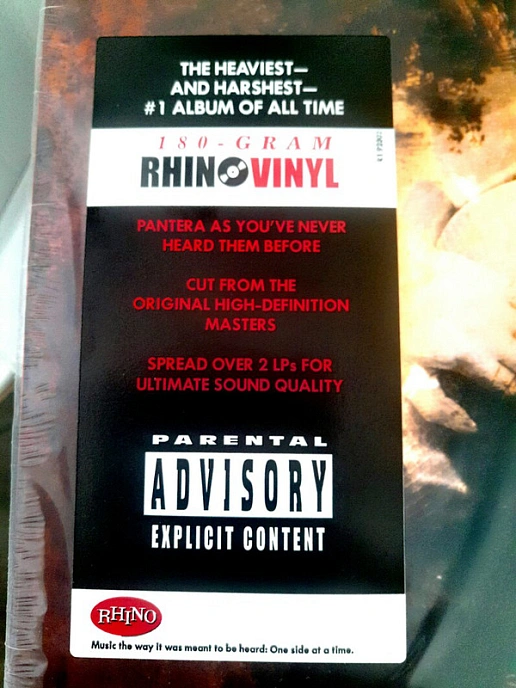 THE HEAVIEST—
AND HARSHEST—
#1 ALBUM OF ALL TIME
180-GRAM
RHINOVINYL
PANTERA AS YOU'VE NEVER
HEARD THEM BEFORE
CUT FROM THE
ORIGINAL HIGH-DEFINITION
MASTERS
SPREAD OVER 2 LPs FOR
ULTIMATE SOUND QUALITY
PARENTAL
ADVISORY
EXPLICIT CONTENT
RHINO
Music the way it was meant to be heard: One side at a time.